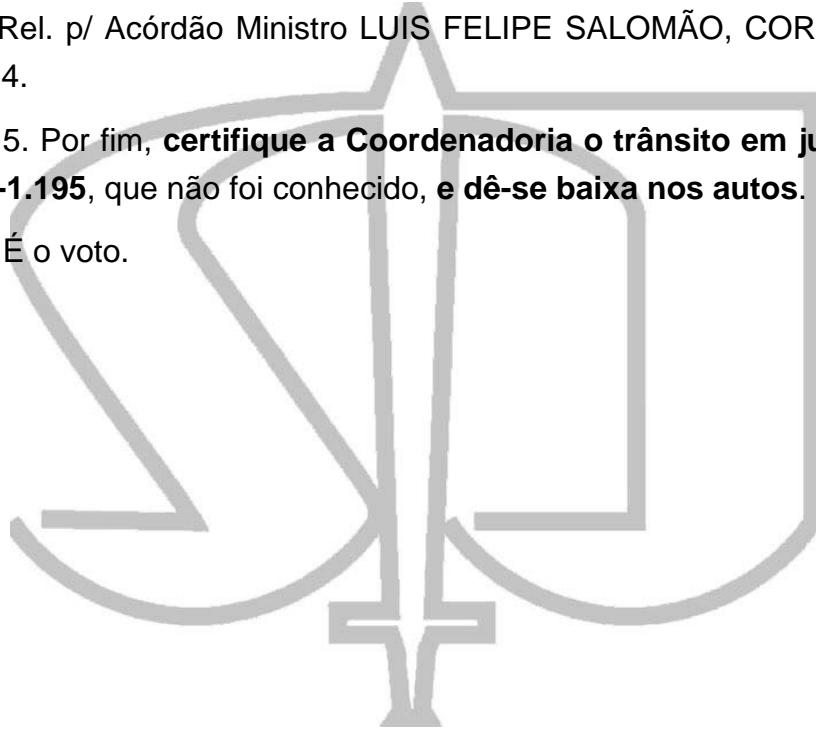 Rel. p/ Acórdão Ministro LUIS FELIPE SALOMÃO, COR
4.
5. Por fim, certifique a Coordenadoria o trânsito em ju
-1.195, que não foi conhecido, e dê-se baixa nos autos.
É o voto.